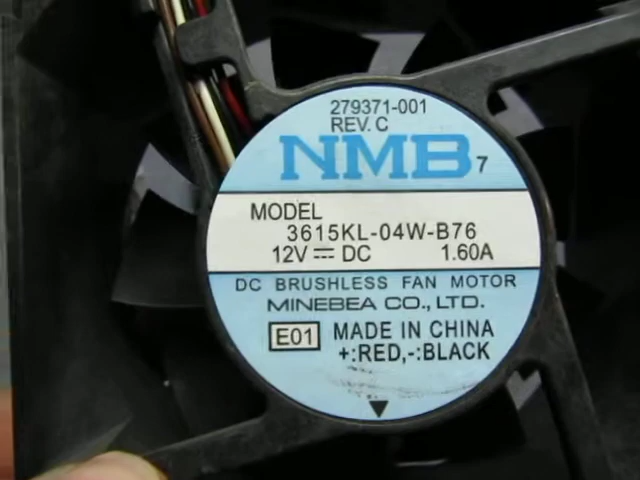 279371-001
REV. C
NMB 7
MODEL
3615KL-04W-B76
12V ⎓ DC 1.60A
DC BRUSHLESS FAN MOTOR
MINEBEA CO., LTD.
E01 MADE IN CHINA
+:RED,-:BLACK